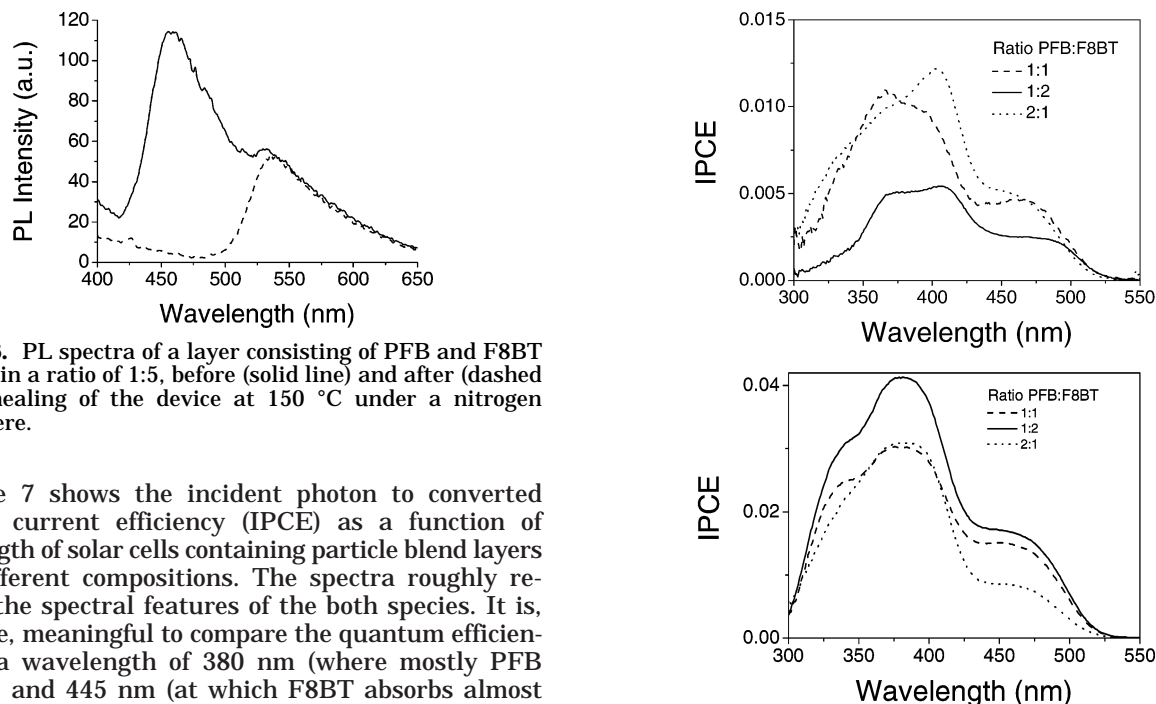 120
100
80
60
40
20
0
PL Intensity (a.u.)
400 450 500 550 600 650
Wavelength (nm)
PL spectra of a layer consisting of PFB and F8BT
in a ratio of 1:5, before (solid line) and after (dashed
nealing of the device at 150 °C under a nitrogen
ere.
e 7 shows the incident photon to converted
current efficiency (IPCE) as a function of
gth of solar cells containing particle blend layers
fferent compositions. The spectra roughly re-
the spectral features of the both species. It is,
e, meaningful to compare the quantum efficien-
a wavelength of 380 nm (where mostly PFB
and 445 nm (at which F8BT absorbs almost
0.015
0.010
0.005
0.000
IPCE
Ratio PFB:F8BT
1:1
1:2
2:1
300 350 400 450 500 550
Wavelength (nm)
0.04
0.02
0.00
IPCE
Ratio PFB:F8BT
1:1
1:2
2:1
300 350 400 450 500 550
Wavelength (nm)